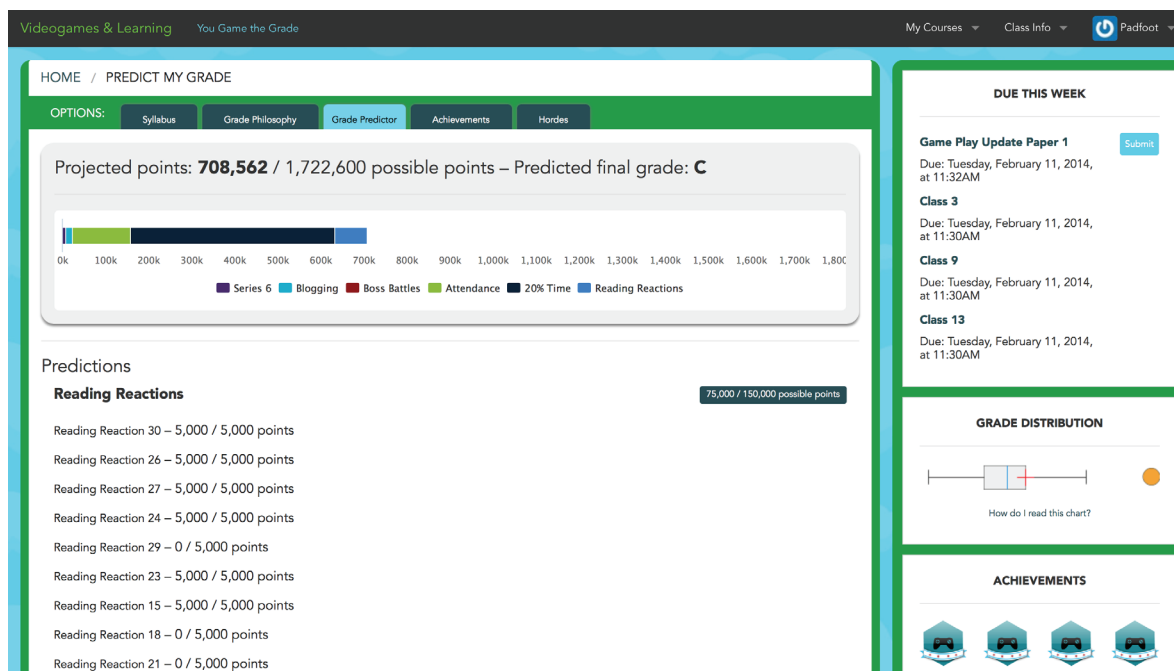 Videogames & Learning You Game the Grade My Courses Class Info Padfoot
HOME / PREDICT MY GRADE
OPTIONS: Syllabus Grade Philosophy Grade Predictor Achievements Hordes
Projected points: 708,562 / 1,722,600 possible points – Predicted final grade: C
0k 100k 200k 300k 400k 500k 600k 700k 800k 900k 1,000k 1,100k 1,200k 1,300k 1,400k 1,500k 1,600k 1,700k
Series 6 Blogging Boss Battles Attendance 20% Time Reading Reactions
Predictions
Reading Reactions 75,000 / 150,000 possible points
Reading Reaction 30 – 5,000 / 5,000 points
Reading Reaction 26 – 5,000 / 5,000 points
Reading Reaction 27 – 5,000 / 5,000 points
Reading Reaction 24 – 5,000 / 5,000 points
Reading Reaction 29 – 0 / 5,000 points
Reading Reaction 23 – 5,000 / 5,000 points
Reading Reaction 15 – 5,000 / 5,000 points
Reading Reaction 18 – 0 / 5,000 points
Reading Reaction 21 – 0 / 5,000 points
DUE THIS WEEK
Game Play Update Paper 1 Submit
Due: Tuesday, February 11, 2014,
at 11:32AM
Class 3
Due: Tuesday, February 11, 2014,
at 11:30AM
Class 9
Due: Tuesday, February 11, 2014,
at 11:30AM
Class 13
Due: Tuesday, February 11, 2014,
at 11:30AM
GRADE DISTRIBUTION
How do I read this chart?
ACHIEVEMENTS